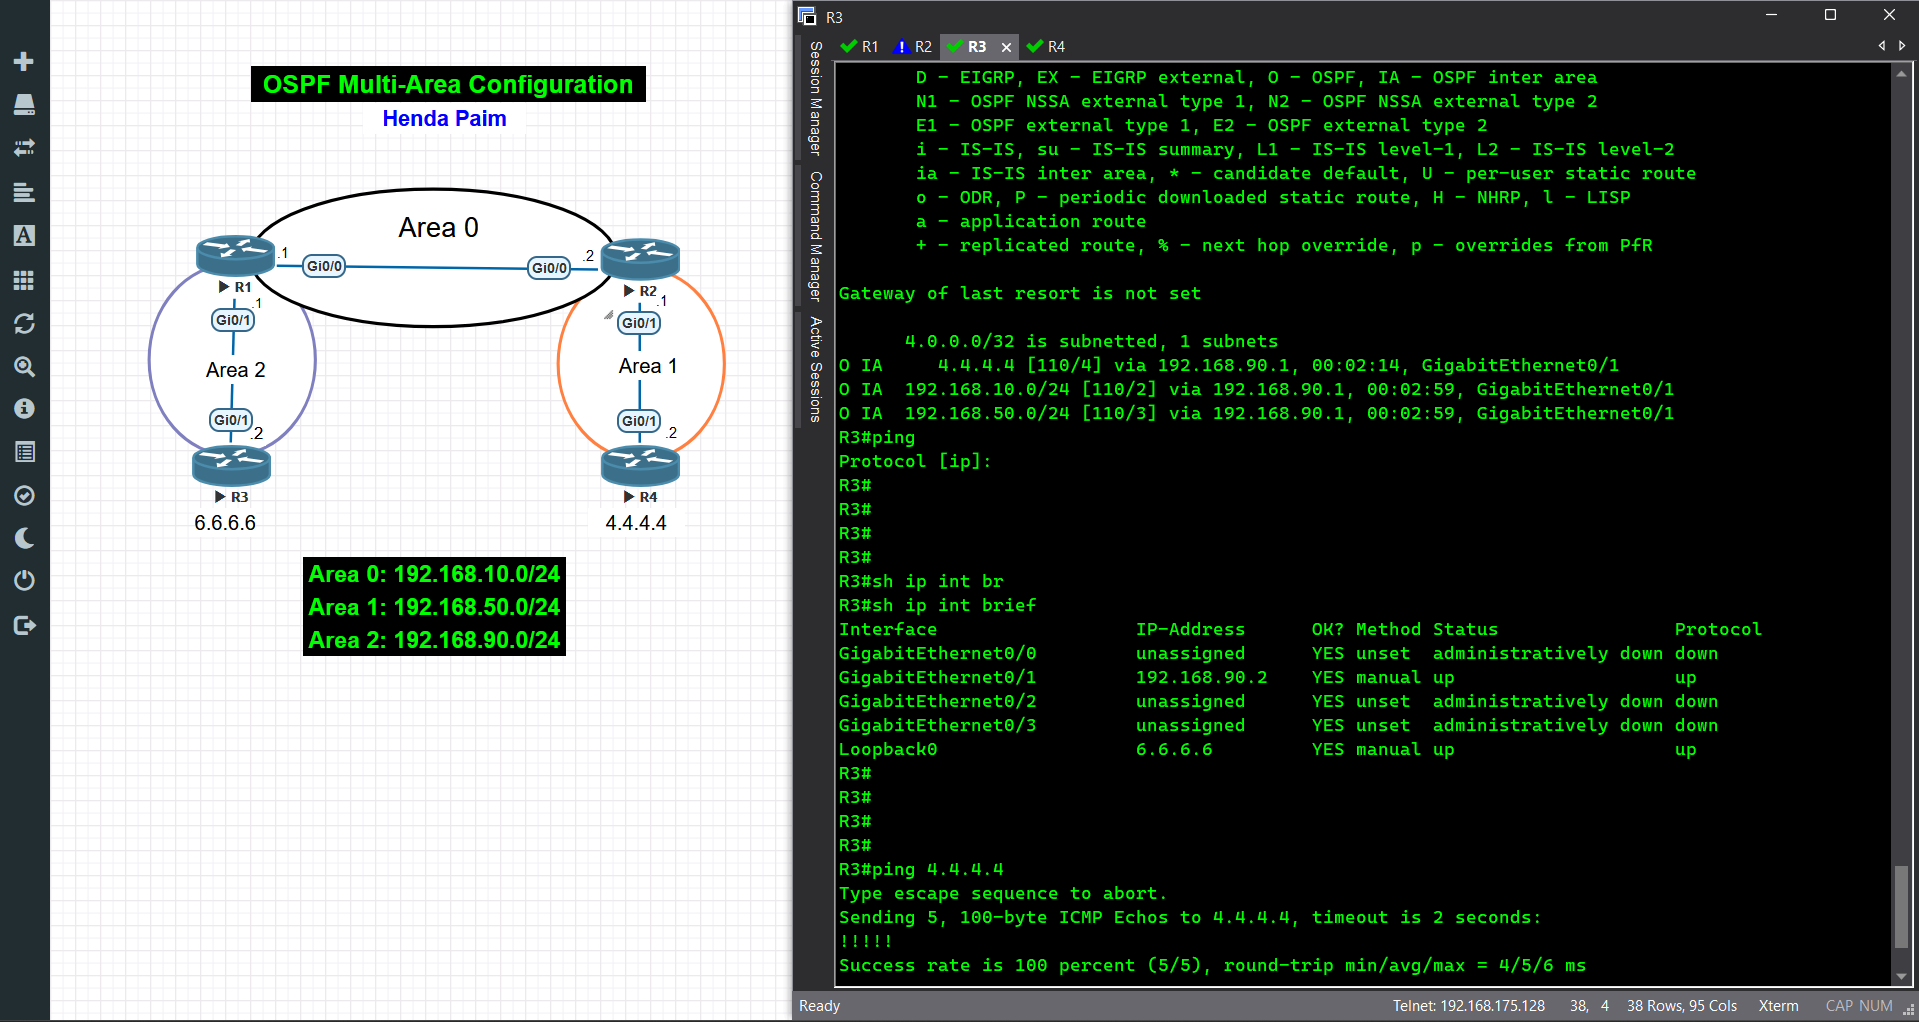 OSPF Multi-Area Configuration
Henda Paim
Area 0
.1
Gi0/0
Gi0/0
.2
R1
.1
Gi0/1
R2
.1
Gi0/1
Area 2
Area 1
Gi0/1
.2
Gi0/1
.2
R3
R4
6.6.6.6
4.4.4.4
Area 0: 192.168.10.0/24
Area 1: 192.168.50.0/24
Area 2: 192.168.90.0/24
R3
Session Manager
Command Manager
Active Sessions
R1 R2 R3 R4
D - EIGRP, EX - EIGRP external, O - OSPF, IA - OSPF inter area
N1 - OSPF NSSA external type 1, N2 - OSPF NSSA external type 2
E1 - OSPF external type 1, E2 - OSPF external type 2
i - IS-IS, su - IS-IS summary, L1 - IS-IS level-1, L2 - IS-IS level-2
ia - IS-IS inter area, * - candidate default, U - per-user static route
o - ODR, P - periodic downloaded static route, H - NHRP, l - LISP
a - application route
+ - replicated route, % - next hop override, p - overrides from PfR
Gateway of last resort is not set
4.0.0.0/32 is subnetted, 1 subnets
O IA     4.4.4.4 [110/4] via 192.168.90.1, 00:02:14, GigabitEthernet0/1
O IA  192.168.10.0/24 [110/2] via 192.168.90.1, 00:02:59, GigabitEthernet0/1
O IA  192.168.50.0/24 [110/3] via 192.168.90.1, 00:02:59, GigabitEthernet0/1
R3#ping
Protocol [ip]:
R3#
R3#
R3#
R3#
R3#sh ip int br
R3#sh ip int brief
Interface                  IP-Address      OK? Method Status                Protocol
GigabitEthernet0/0         unassigned      YES unset  administratively down down
GigabitEthernet0/1         192.168.90.2    YES manual up                    up
GigabitEthernet0/2         unassigned      YES unset  administratively down down
GigabitEthernet0/3         unassigned      YES unset  administratively down down
Loopback0                  6.6.6.6         YES manual up                    up
R3#
R3#
R3#
R3#
R3#ping 4.4.4.4
Type escape sequence to abort.
Sending 5, 100-byte ICMP Echos to 4.4.4.4, timeout is 2 seconds:
!!!!!
Success rate is 100 percent (5/5), round-trip min/avg/max = 4/5/6 ms
Ready
Telnet: 192.168.175.128 38, 4 38 Rows, 95 Cols Xterm CAP NUM